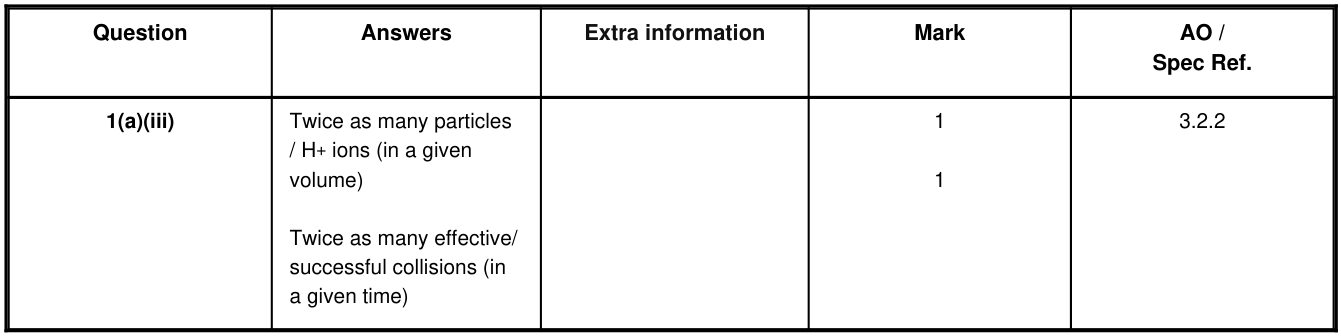 Question Answers Extra information Mark AO /
Spec Ref.
1(a)(iii) Twice as many particles 1 3.2.2
/ H+ ions (in a given
volume) 1
Twice as many effective/
successful collisions (in
a given time)